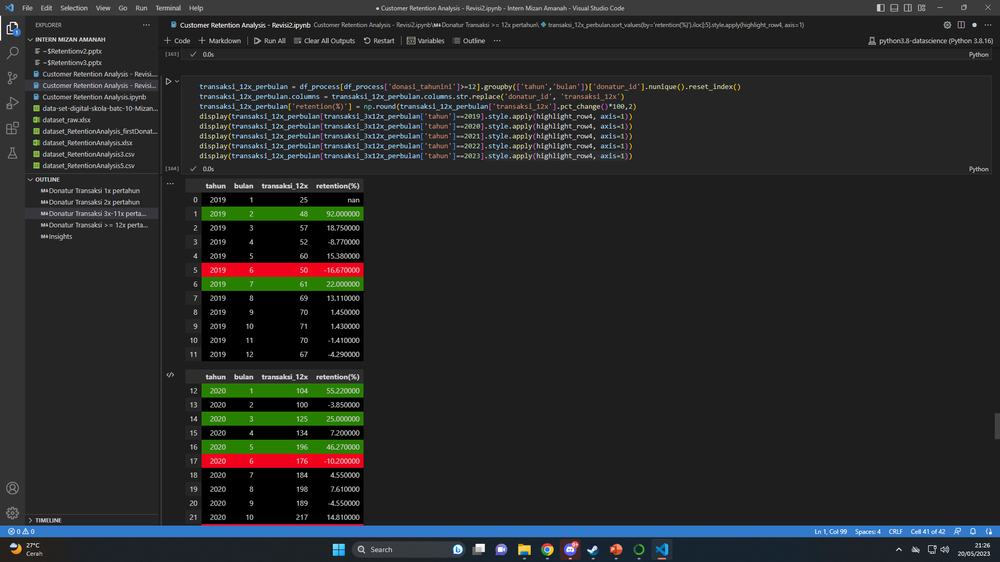 File Edit Selection View Go Run Terminal Help
● Customer Retention Analysis - Revisi2.ipynb - Intern Mizan Amanah - Visual Studio Code
EXPLORER
INTERN MIZAN AMANAH
~$Retentionv2.pptx
~$Retentionv3.pptx
Customer Retention Analysis - Revisi....
Customer Retention Analysis - Revisi...
Customer Retention Analysis.ipynb
data-set-digital-skola-batc-10-Mizan...
dataset_raw.xlsx
dataset_RetentionAnalysis_firstDonat...
dataset_RetentionAnalysis.xlsx
dataset_RetentionAnalysis3.csv
dataset_RetentionAnalysis5.csv
OUTLINE
M↓Donatur Transaksi 1x pertahun
M↓Donatur Transaksi 2x pertahun
M↓Donatur Transaksi 3x-11x perta...
M↓Donatur Transaksi >= 12x perta...
M↓Insights
TIMELINE
Customer Retention Analysis - Revisi2.ipynb Customer Retention Analysis - Revisi2.ipynb\M↓Donatur Transaksi >= 12x pertahun\ transaksi_12x_perbulan.sort_values(by='retention(%)').iloc[:5].style.apply(highlight_row4, axis=1)
+ Code + Markdown Run All Clear All Outputs Restart Variables Outline ...
python3.8-datascience (Python 3.8.16)
[163] ✓ 0.0s Python
transaksi_12x_perbulan = df_process[df_process['donasi_tahunini']>=12].groupby(['tahun','bulan'])['donatur_id'].nunique().reset_index()
transaksi_12x_perbulan.columns = transaksi_12x_perbulan.columns.str.replace('donatur_id', 'transaksi_12x')
transaksi_12x_perbulan['retention(%)'] = np.round(transaksi_12x_perbulan['transaksi_12x'].pct_change()*100,2)
display(transaksi_12x_perbulan[transaksi_3x12x_perbulan['tahun']==2019].style.apply(highlight_row4, axis=1))
display(transaksi_12x_perbulan[transaksi_3x12x_perbulan['tahun']==2020].style.apply(highlight_row4, axis=1))
display(transaksi_12x_perbulan[transaksi_3x12x_perbulan['tahun']==2021].style.apply(highlight_row4, axis=1))
display(transaksi_12x_perbulan[transaksi_3x12x_perbulan['tahun']==2022].style.apply(highlight_row4, axis=1))
display(transaksi_12x_perbulan[transaksi_3x12x_perbulan['tahun']==2023].style.apply(highlight_row4, axis=1))
[164] ✓ 0.0s Python
tahun bulan transaksi_12x retention(%)
0 2019 1 25 nan
1 2019 2 48 92.000000
2 2019 3 57 18.750000
3 2019 4 52 -8.770000
4 2019 5 60 15.380000
5 2019 6 50 -16.670000
6 2019 7 61 22.000000
7 2019 8 69 13.110000
8 2019 9 70 1.450000
9 2019 10 71 1.430000
10 2019 11 70 -1.410000
11 2019 12 67 -4.290000
tahun bulan transaksi_12x retention(%)
12 2020 1 104 55.220000
13 2020 2 100 -3.850000
14 2020 3 125 25.000000
15 2020 4 134 7.200000
16 2020 5 196 46.270000
17 2020 6 176 -10.200000
18 2020 7 184 4.550000
19 2020 8 198 7.610000
20 2020 9 189 -4.550000
21 2020 10 217 14.810000
0 0
Ln 1, Col 99 Spaces: 4 CRLF Cell 41 of 42
27°C
Cerah
Search
9+
21:26
20/05/2023